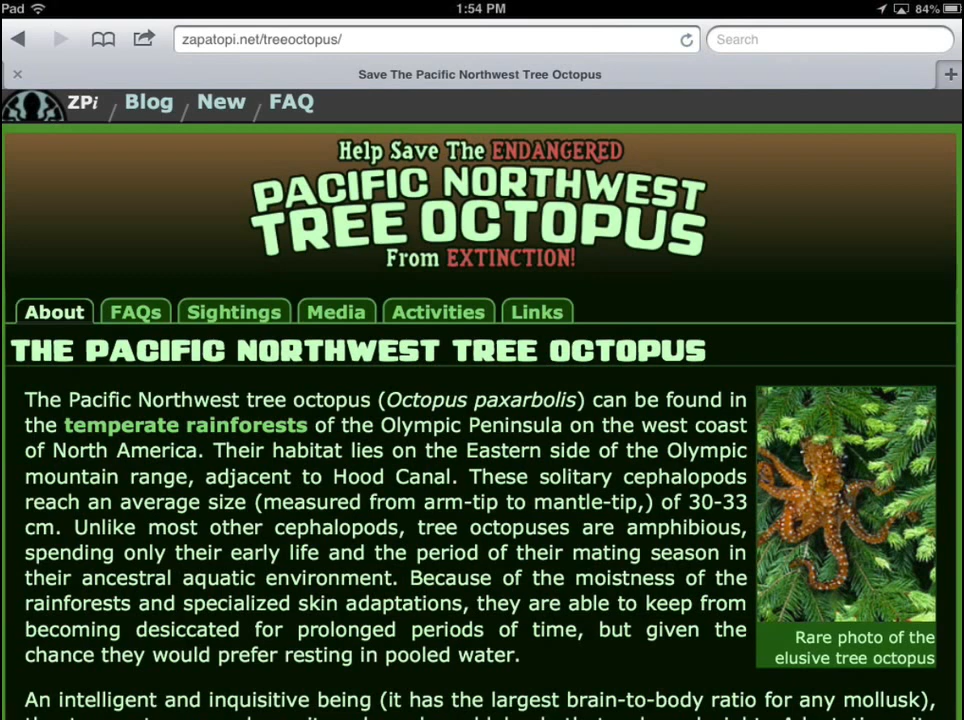 Pad 1:54 PM 84%
zapatopi.net/treeoctopus/ Search
Save The Pacific Northwest Tree Octopus
ZPi / Blog / New / FAQ
Help Save The ENDANGERED
PACIFIC NORTHWEST
TREE OCTOPUS
From EXTINCTION!
About FAQs Sightings Media Activities Links
THE PACIFIC NORTHWEST TREE OCTOPUS
The Pacific Northwest tree octopus (Octopus paxarbolis) can be found in
the temperate rainforests of the Olympic Peninsula on the west coast
of North America. Their habitat lies on the Eastern side of the Olympic
mountain range, adjacent to Hood Canal. These solitary cephalopods
reach an average size (measured from arm-tip to mantle-tip,) of 30-33
cm. Unlike most other cephalopods, tree octopuses are amphibious,
spending only their early life and the period of their mating season in
their ancestral aquatic environment. Because of the moistness of the
rainforests and specialized skin adaptations, they are able to keep from
becoming desiccated for prolonged periods of time, but given the
chance they would prefer resting in pooled water.
Rare photo of the
elusive tree octopus
An intelligent and inquisitive being (it has the largest brain-to-body ratio for any mollusk),